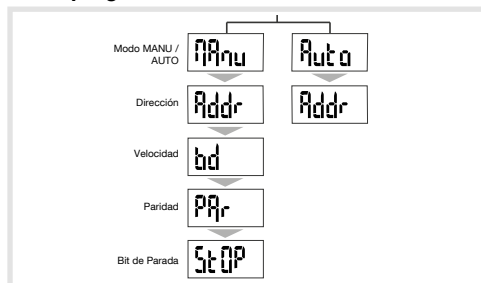 Modo MANU /
AUTO
MAnu
Auto
Dirección
Addr
Addr
Velocidad
bd
Paridad
PAr
Bit de Parada
StOP